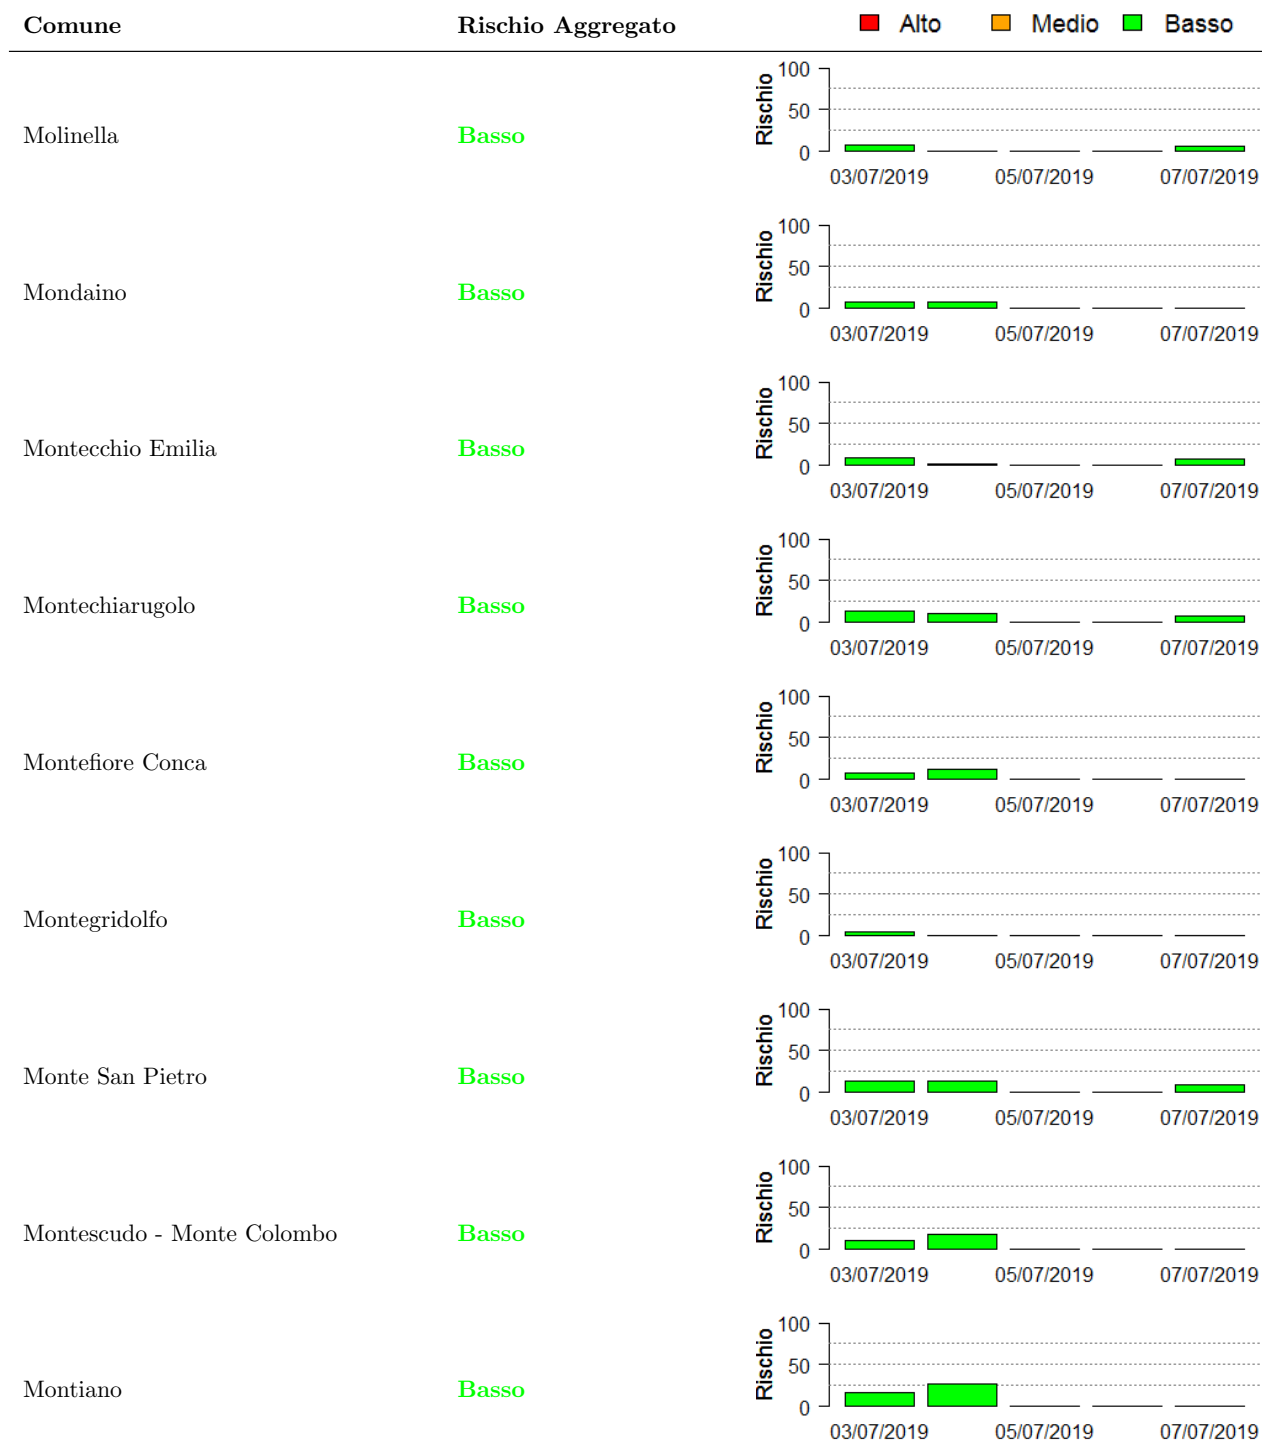 Comune Rischio Aggregato Alto Medio Basso
Molinella Basso Rischio 100 50 0
03/07/2019 05/07/2019 07/07/2019
Mondaino Basso Rischio 100 50 0
03/07/2019 05/07/2019 07/07/2019
Montecchio Emilia Basso Rischio 100 50 0
03/07/2019 05/07/2019 07/07/2019
Montechiarugolo Basso Rischio 100 50 0
03/07/2019 05/07/2019 07/07/2019
Montefiore Conca Basso Rischio 100 50 0
03/07/2019 05/07/2019 07/07/2019
Montegridolfo Basso Rischio 100 50 0
03/07/2019 05/07/2019 07/07/2019
Monte San Pietro Basso Rischio 100 50 0
03/07/2019 05/07/2019 07/07/2019
Montescudo - Monte Colombo Basso Rischio 100 50 0
03/07/2019 05/07/2019 07/07/2019
Montiano Basso Rischio 100 50 0
03/07/2019 05/07/2019 07/07/2019